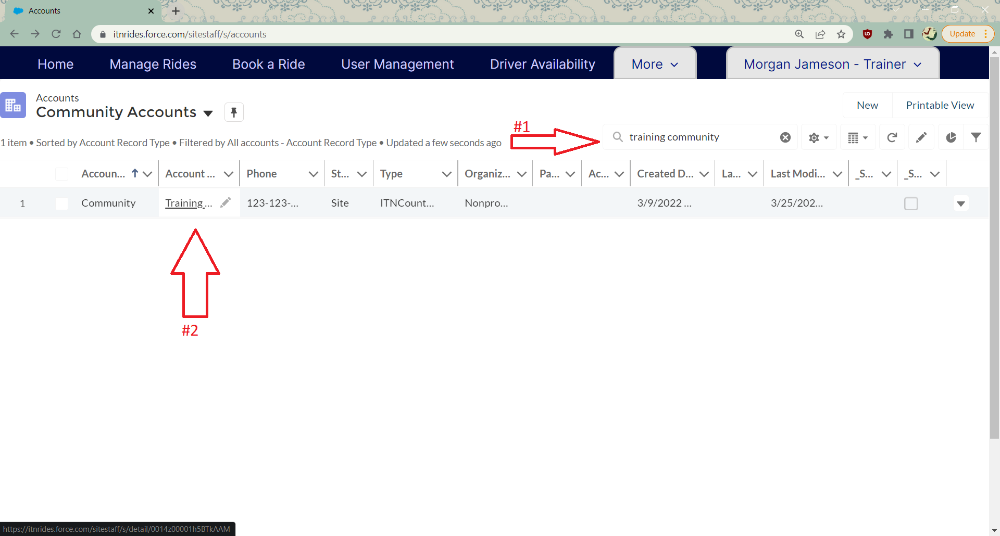 Accounts
itnrides.force.com/sitestaff/s/accounts
Update
Home Manage Rides Book a Ride User Management Driver Availability More Morgan Jameson - Trainer
Accounts
Community Accounts
New Printable View
#1
1 item • Sorted by Account Record Type • Filtered by All accounts - Account Record Type • Updated a few seconds ago
training community
Accoun... Account ... Phone St... Type Organiz... Pa... Ac... Created D... La... Last Modi... _S... _S...
1 Community Training ... 123-123-... Site ITNCount... Nonpro... 3/9/2022 ... 3/25/202...
#2
https://itnrides.force.com/sitestaff/s/detail/0014z00001h5BTkAAM